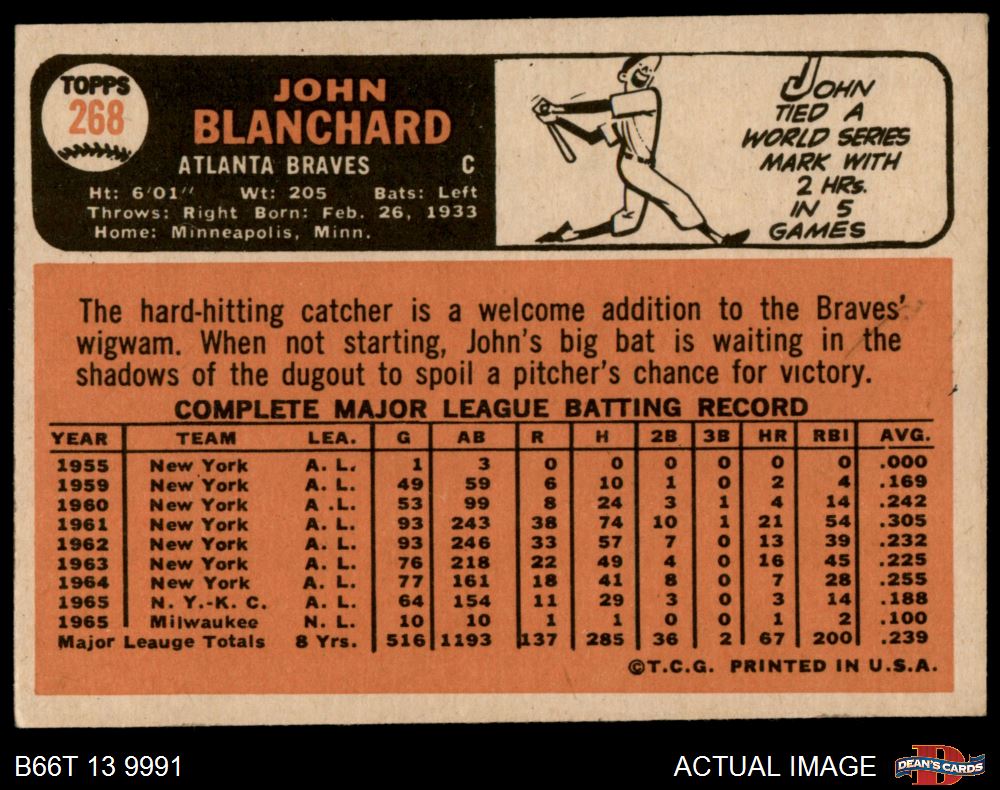 TOPPS
268
JOHN
BLANCHARD
ATLANTA BRAVES C
Ht: 6'01" Wt: 205 Bats: Left
Throws: Right Born: Feb. 26, 1933
Home: Minneapolis, Minn.
JOHN
TIED A
WORLD SERIES
MARK WITH
2 HRs.
IN 5
GAMES
The hard-hitting catcher is a welcome addition to the Braves'
wigwam. When not starting, John's big bat is waiting in the
shadows of the dugout to spoil a pitcher's chance for victory.
COMPLETE MAJOR LEAGUE BATTING RECORD
YEAR TEAM LEA. G AB R H 2B 3B HR RBI AVG.
1955 New York A. L. 1 3 0 0 0 0 0 0 .000
1959 New York A. L. 49 59 6 10 1 0 2 4 .169
1960 New York A .L. 53 99 8 24 3 1 4 14 .242
1961 New York A. L. 93 243 38 74 10 1 21 54 .305
1962 New York A. L. 93 246 33 57 7 0 13 39 .232
1963 New York A. L. 76 218 22 49 4 0 16 45 .225
1964 New York A. L. 77 161 18 41 8 0 7 28 .255
1965 N. Y.-K. C. A. L. 64 154 11 29 3 0 3 14 .188
1965 Milwaukee N. L. 10 10 1 1 0 0 1 2 .100
Major Leauge Totals 8 Yrs. 516 1193 137 285 36 2 67 200 .239
©T.C.G. PRINTED IN U.S.A.
B66T 13 9991
ACTUAL IMAGE
DEAN'S CARDS